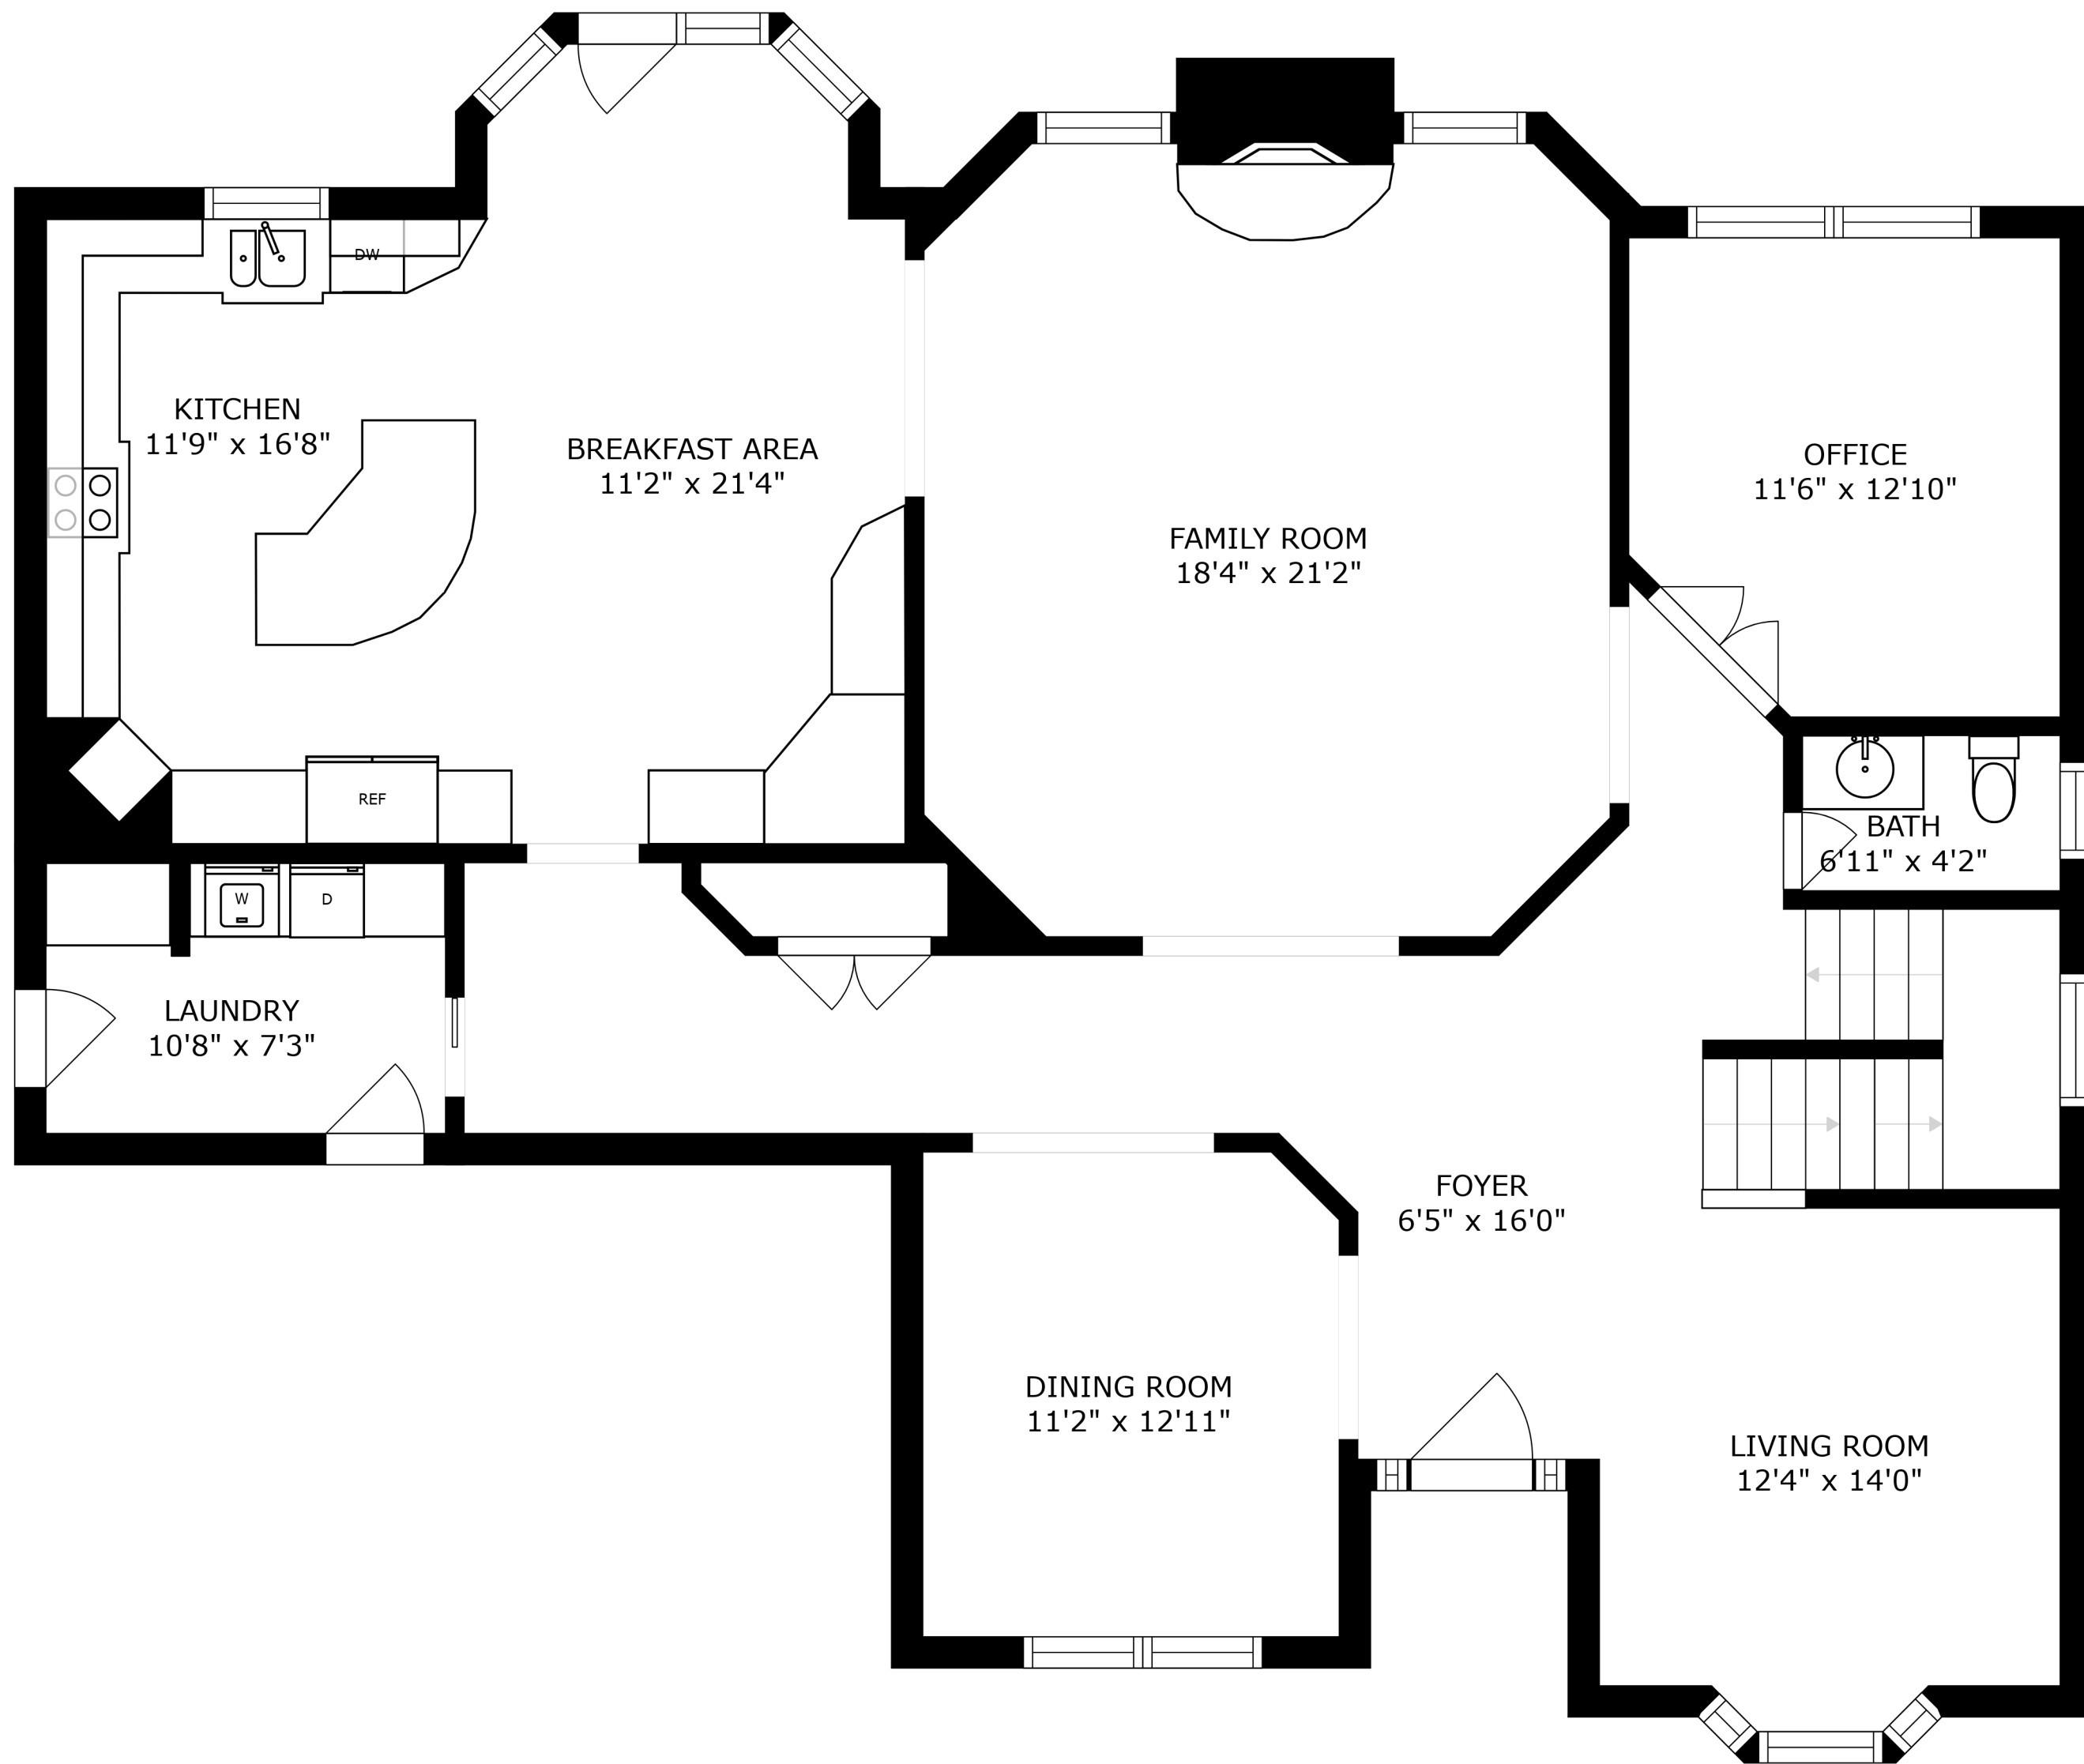 DW
KITCHEN
11'9" x 16'8"
BREAKFAST AREA
11'2" x 21'4"
OFFICE
11'6" x 12'10"
FAMILY ROOM
18'4" x 21'2"
REF
BATH
6'11" x 4'2"
W
D
LAUNDRY
10'8" x 7'3"
FOYER
6'5" x 16'0"
DINING ROOM
11'2" x 12'11"
LIVING ROOM
12'4" x 14'0"